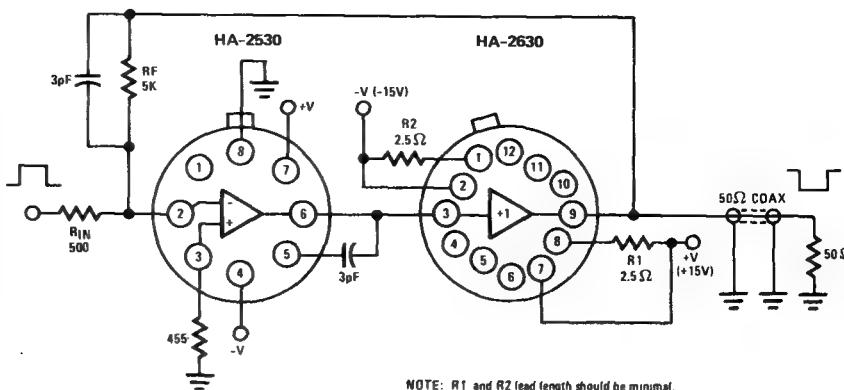 HA-2530
HA-2630
3pF
RF
5K
+V
-V (-15V)
R2
2.5Ω
8
1
7
2
-
+
6
3
5
4
-V
3pF
RIN
500
455
1
12
11
2
10
3
+1
9
4
8
5
6
7
R1
2.5Ω
+V
(+15V)
50Ω COAX
50Ω
NOTE: R1 and R2 lead length should be minimal.